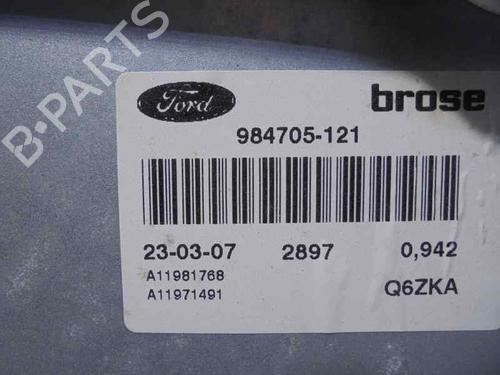 B-PARTS
Ford brose
984705-121
23-03-07 2897 0,942
A11981768
A11971491 Q6ZKA